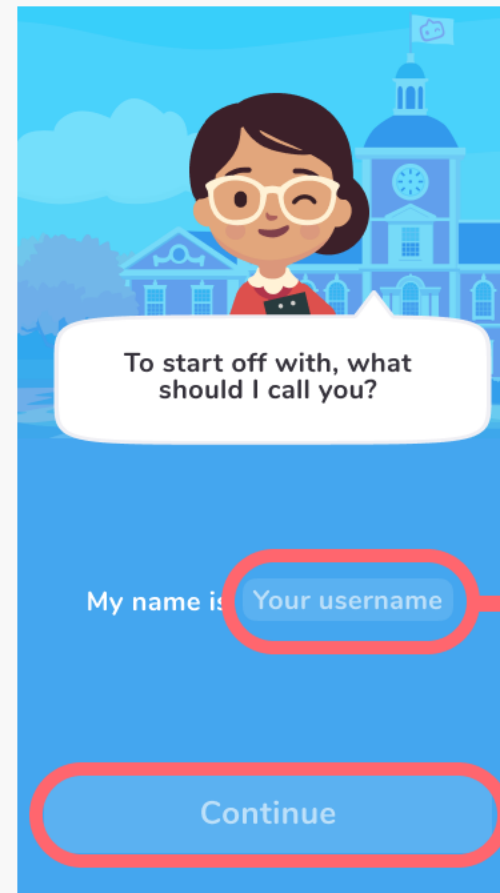 To start off with, what
should I call you?
My name is Your username
Continue